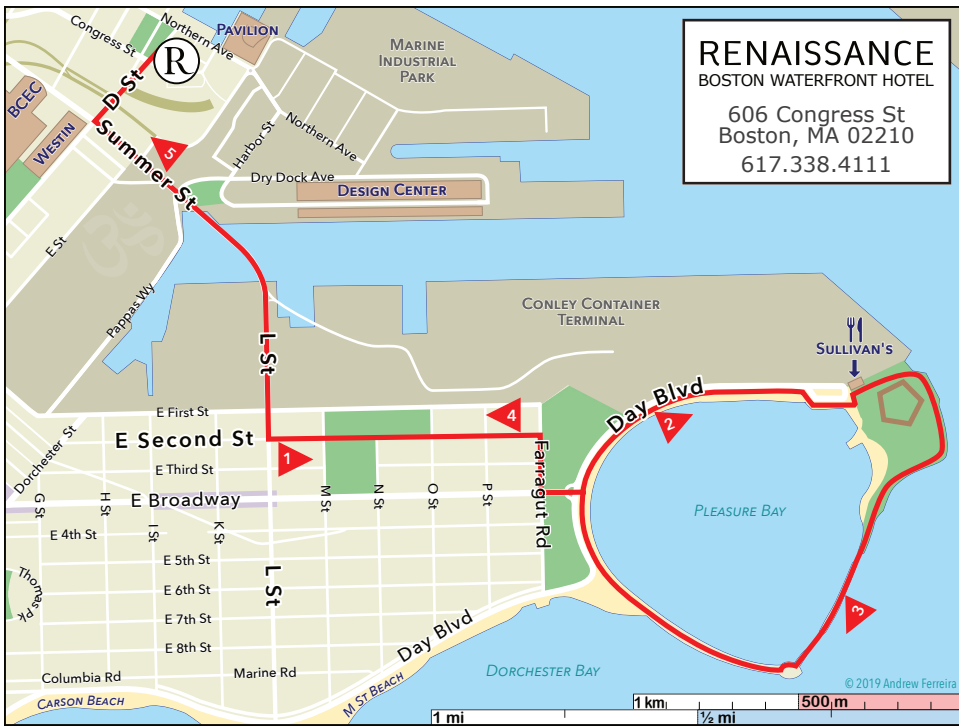 RENAISSANCE
BOSTON WATERFRONT HOTEL
606 Congress St
Boston, MA 02210
617.338.4111
Congress St
Northern Ave
PAVILION
MARINE
INDUSTRIAL
PARK
R
D St
BCEC
WESTIN
Summer St
5
Harbor St
Northern Ave
Dry Dock Ave
DESIGN CENTER
ॐ
E St
Pappas Wy
L St
CONLEY CONTAINER
TERMINAL
SULLIVAN'S
Day Blvd
2
E First St
4
E Second St
1
Dorchester St
E Third St
Farragut Rd
E Broadway
G St
H St
I St
K St
M St
N St
O St
P St
PLEASURE BAY
E 4th St
E 5th St
Thomas Pk
E 6th St
L St
3
E 7th St
Day Blvd
E 8th St
DORCHESTER BAY
Columbia Rd
Marine Rd
M ST BEACH
CARSON BEACH
© 2019 Andrew Ferreira
1 km
500 m
1 mi
½ mi